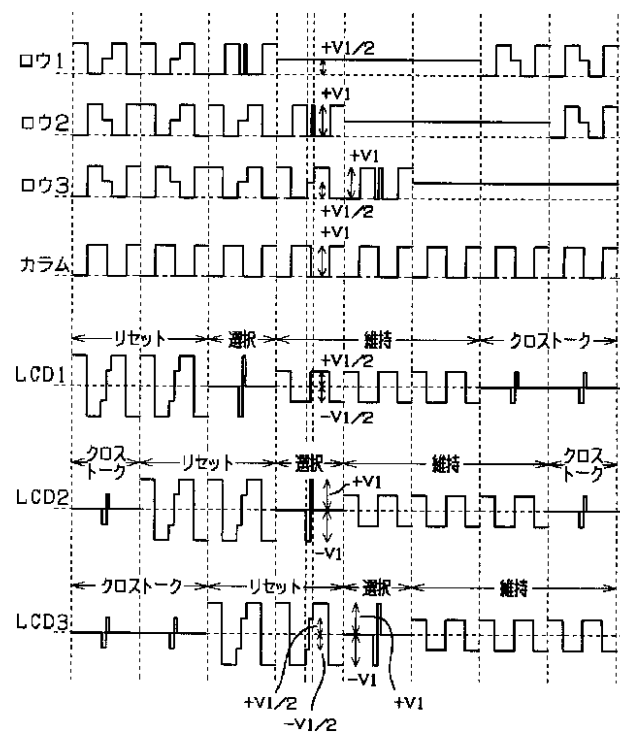 ロウ1
+V1/2
ロウ2
+V1
ロウ3
+V1
+V1/2
カラム
+V1
リセット
選択
維持
クロストーク
LCD1
+V1/2
-V1/2
クロス
トーク
リセット
選択
維持
クロス
トーク
LCD2
+V1
-V1
クロストーク
リセット
選択
維持
LCD3
-V1
+V1/2
-V1/2
+V1